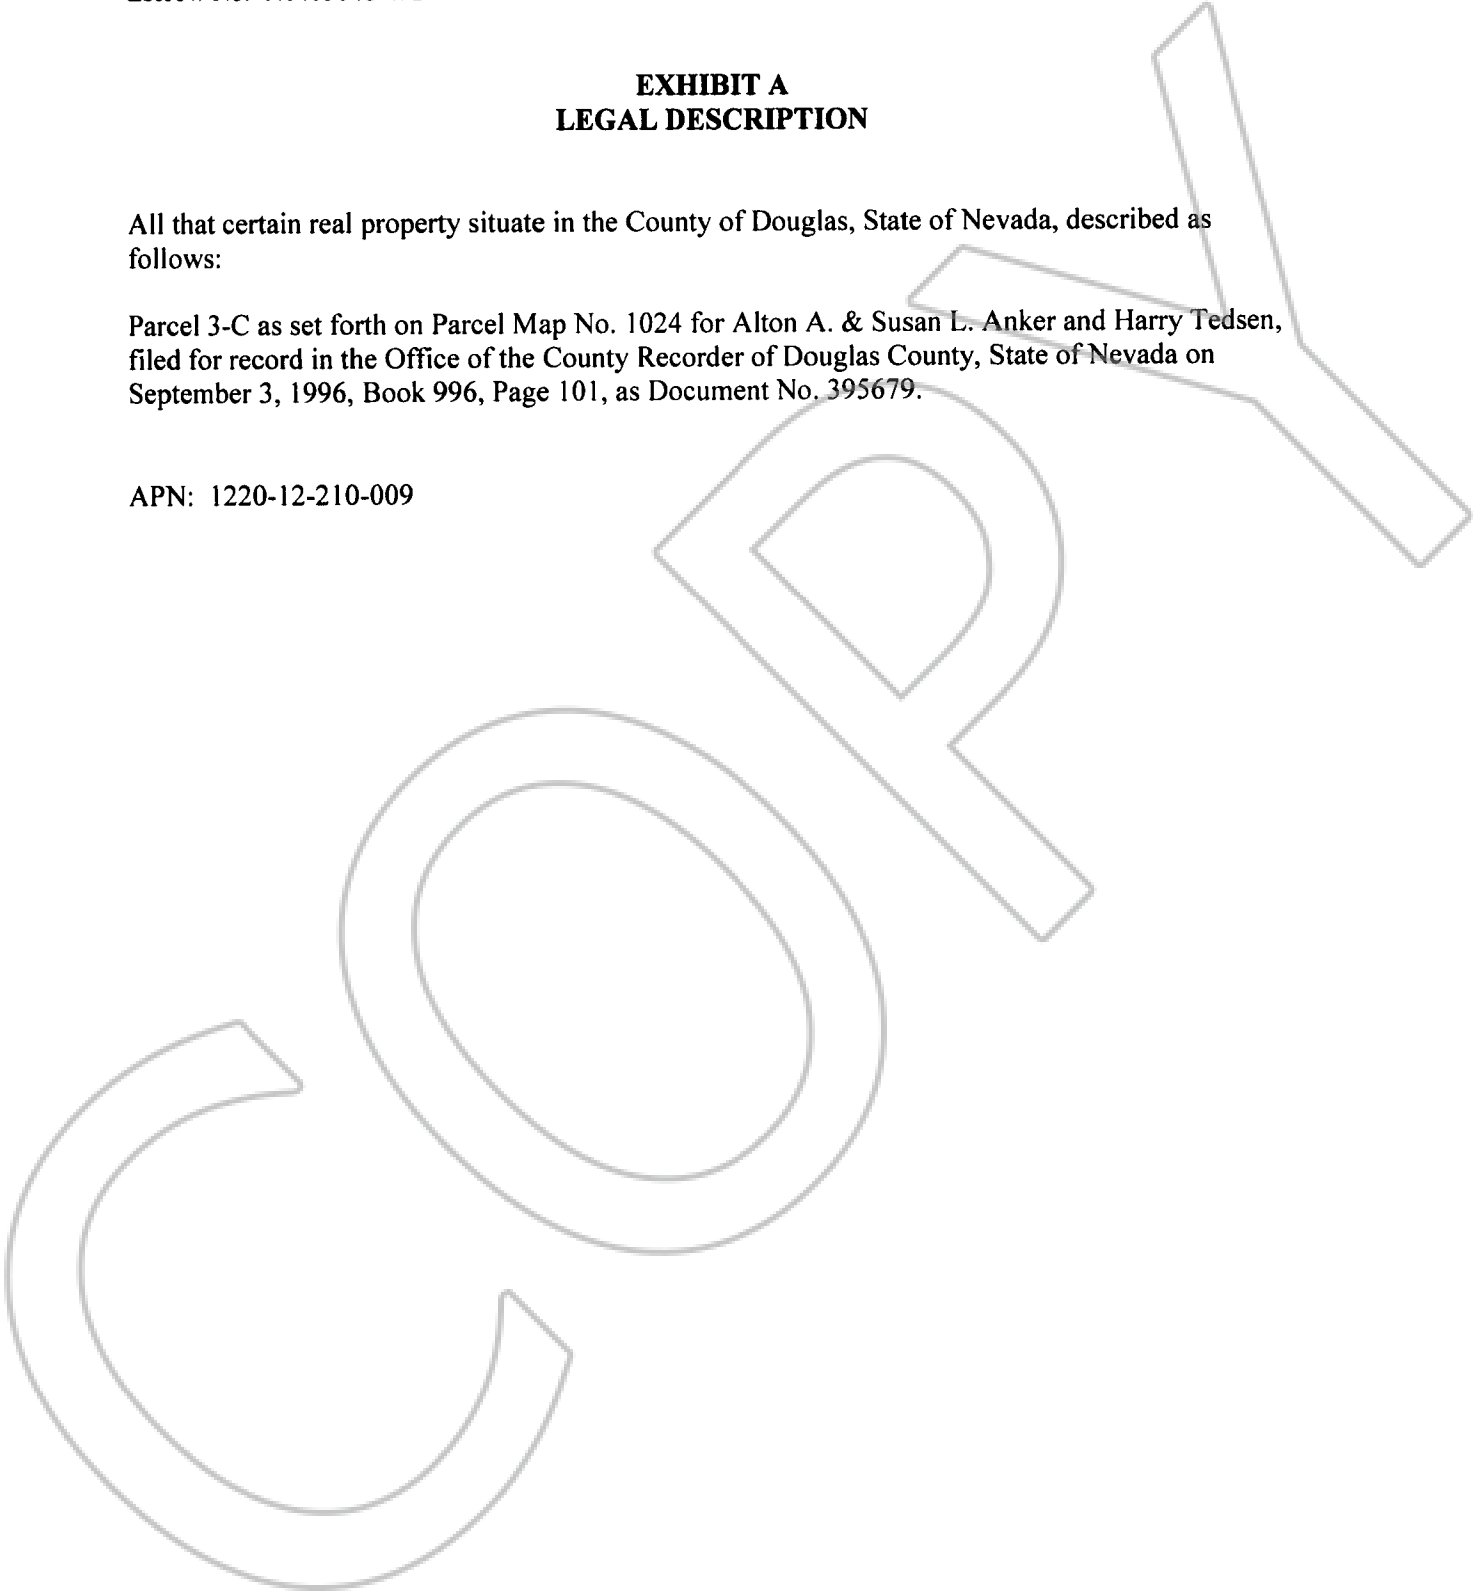 EXHIBIT A
LEGAL DESCRIPTION
All that certain real property situate in the County of Douglas, State of Nevada, described as
follows:
Parcel 3-C as set forth on Parcel Map No. 1024 for Alton A. & Susan L. Anker and Harry Tedsen,
filed for record in the Office of the County Recorder of Douglas County, State of Nevada on
September 3, 1996, Book 996, Page 101, as Document No. 395679.
APN: 1220-12-210-009
COPY